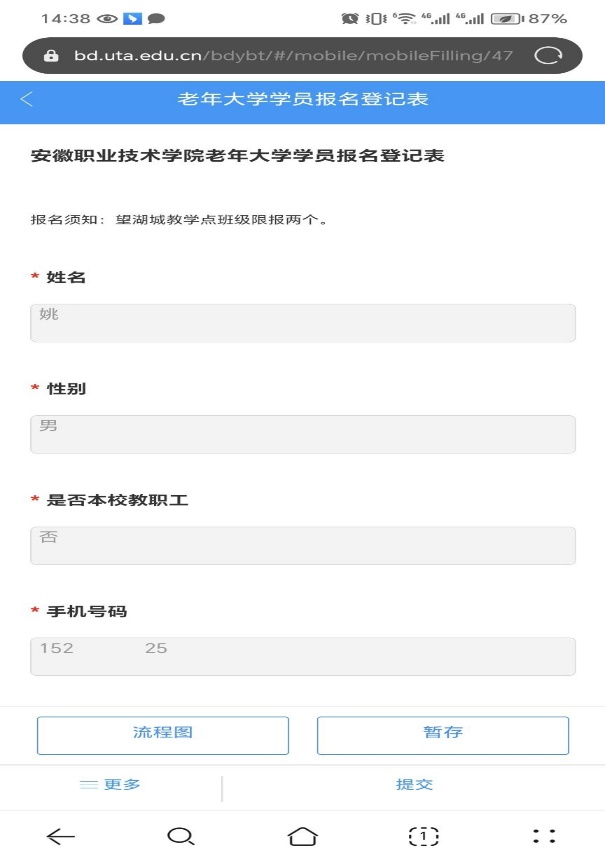 14:38 87%
bd.uta.edu.cn/bdybt/#/mobile/mobileFilling/47
老年大学学员报名登记表
安徽职业技术学院老年大学学员报名登记表
报名须知：望湖城教学点班级限报两个。
* 姓名
姚
* 性别
男
* 是否本校教职工
否
* 手机号码
152 25
流程图 暂存
更多 提交
1